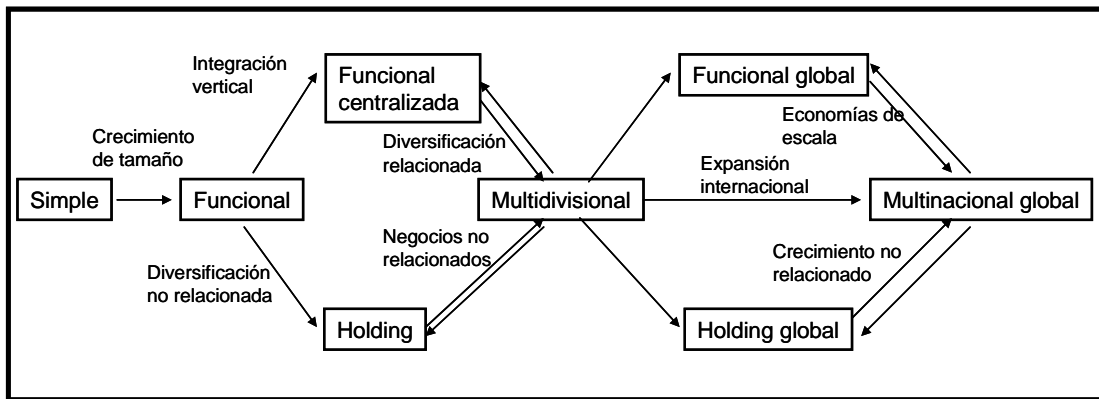 Integración
vertical
Funcional
centralizada
Funcional global
Economías de
escala
Crecimiento
de tamaño
Diversificación
relacionada
Expansión
internacional
Simple
Funcional
Multidivisional
Multinacional global
Negocios no
relacionados
Crecimiento no
relacionado
Diversificación
no relacionada
Holding
Holding global